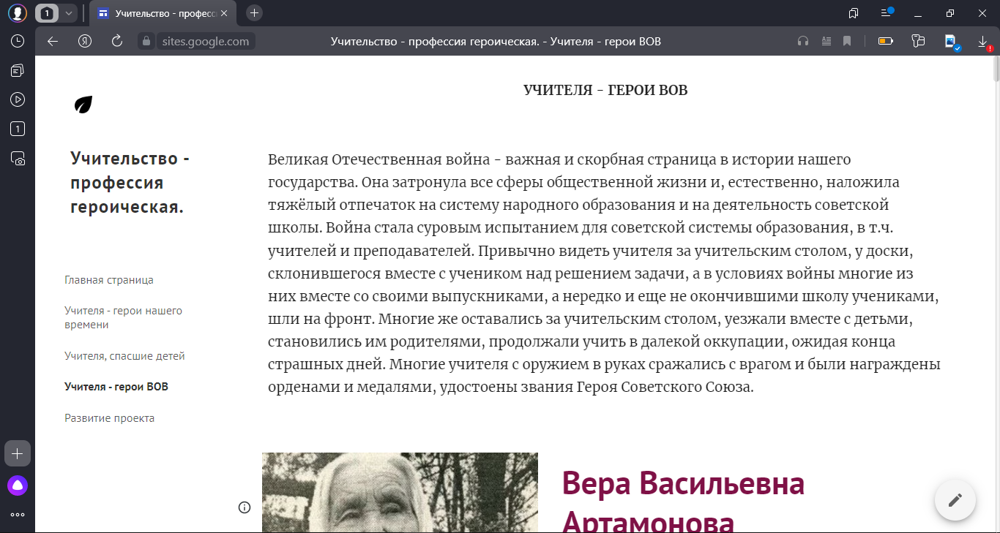 1
Учительство - професс
sites.google.com
Учительство - профессия героическая. - Учителя - герои ВОВ
1
УЧИТЕЛЯ - ГЕРОИ ВОВ
Учительство -
профессия
героическая.
Главная страница
Учителя - герои нашего
времени
Учителя, спасшие детей
Учителя - герои ВОВ
Развитие проекта
Великая Отечественная война - важная и скорбная страница в истории нашего
государства. Она затронула все сферы общественной жизни и, естественно, наложила
тяжёлый отпечаток на систему народного образования и на деятельность советской
школы. Война стала суровым испытанием для советской системы образования, в т.ч.
учителей и преподавателей. Привычно видеть учителя за учительским столом, у доски,
склонившегося вместе с учеником над решением задачи, а в условиях войны многие из
них вместе со своими выпускниками, а нередко и еще не окончившими школу учениками,
шли на фронт. Многие же оставались за учительским столом, уезжали вместе с детьми,
становились им родителями, продолжали учить в далекой оккупации, ожидая конца
страшных дней. Многие учителя с оружием в руках сражались с врагом и были награждены
орденами и медалями, удостоены звания Героя Советского Союза.
Вера Васильевна
Артамонова